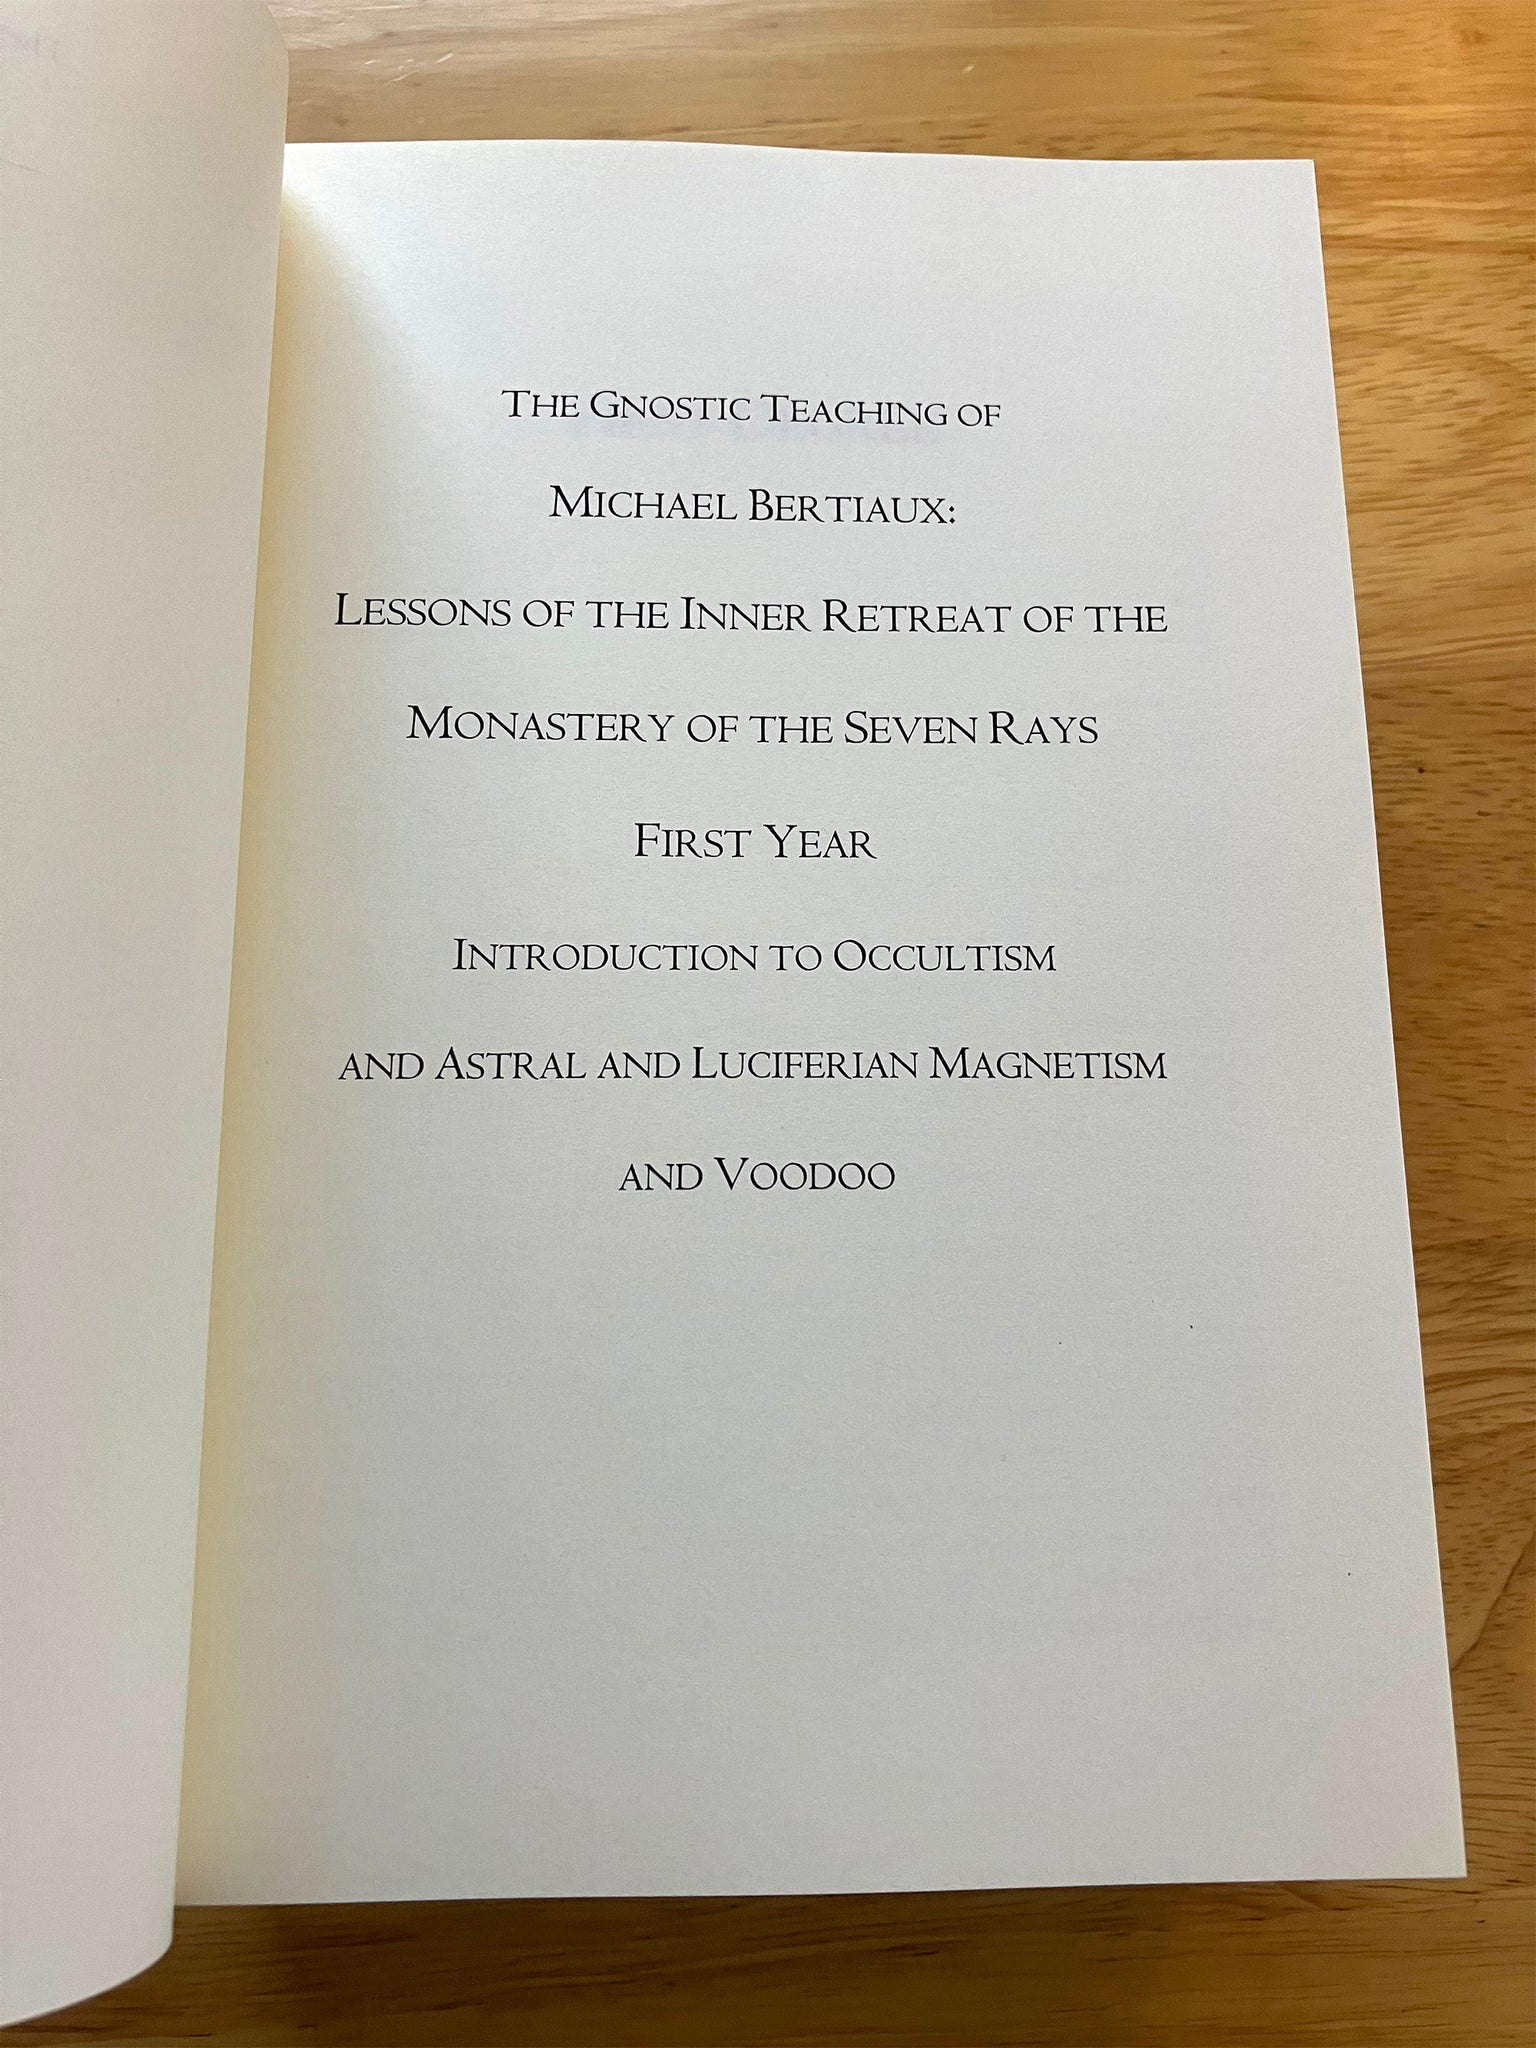 The Gnostic Teaching of
Michael Bertiaux:
Lessons of the Inner Retreat of the
Monastery of the Seven Rays
First Year
Introduction to Occultism
and Astral and Luciferian Magnetism
and Voodoo